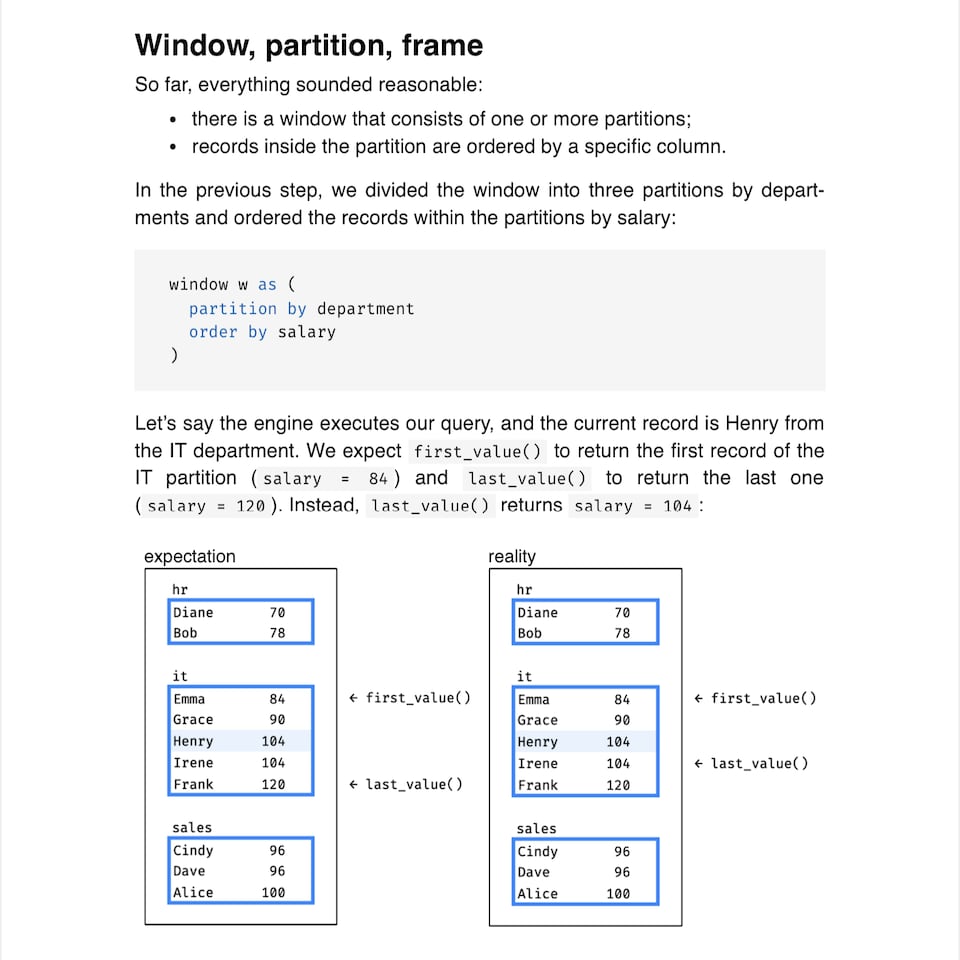 Window, partition, frame
So far, everything sounded reasonable:
• there is a window that consists of one or more partitions;
• records inside the partition are ordered by a specific column.
In the previous step, we divided the window into three partitions by depart-
ments and ordered the records within the partitions by salary:
window w as (
  partition by department
  order by salary
)
Let's say the engine executes our query, and the current record is Henry from
the IT department. We expect first_value() to return the first record of the
IT partition (salary = 84) and last_value() to return the last one
(salary = 120). Instead, last_value() returns salary = 104:
expectation
hr
Diane 70
Bob 78
it
Emma 84 ← first_value()
Grace 90
Henry 104
Irene 104
Frank 120 ← last_value()
sales
Cindy 96
Dave 96
Alice 100
reality
hr
Diane 70
Bob 78
it
Emma 84 ← first_value()
Grace 90
Henry 104
Irene 104 ← last_value()
Frank 120
sales
Cindy 96
Dave 96
Alice 100